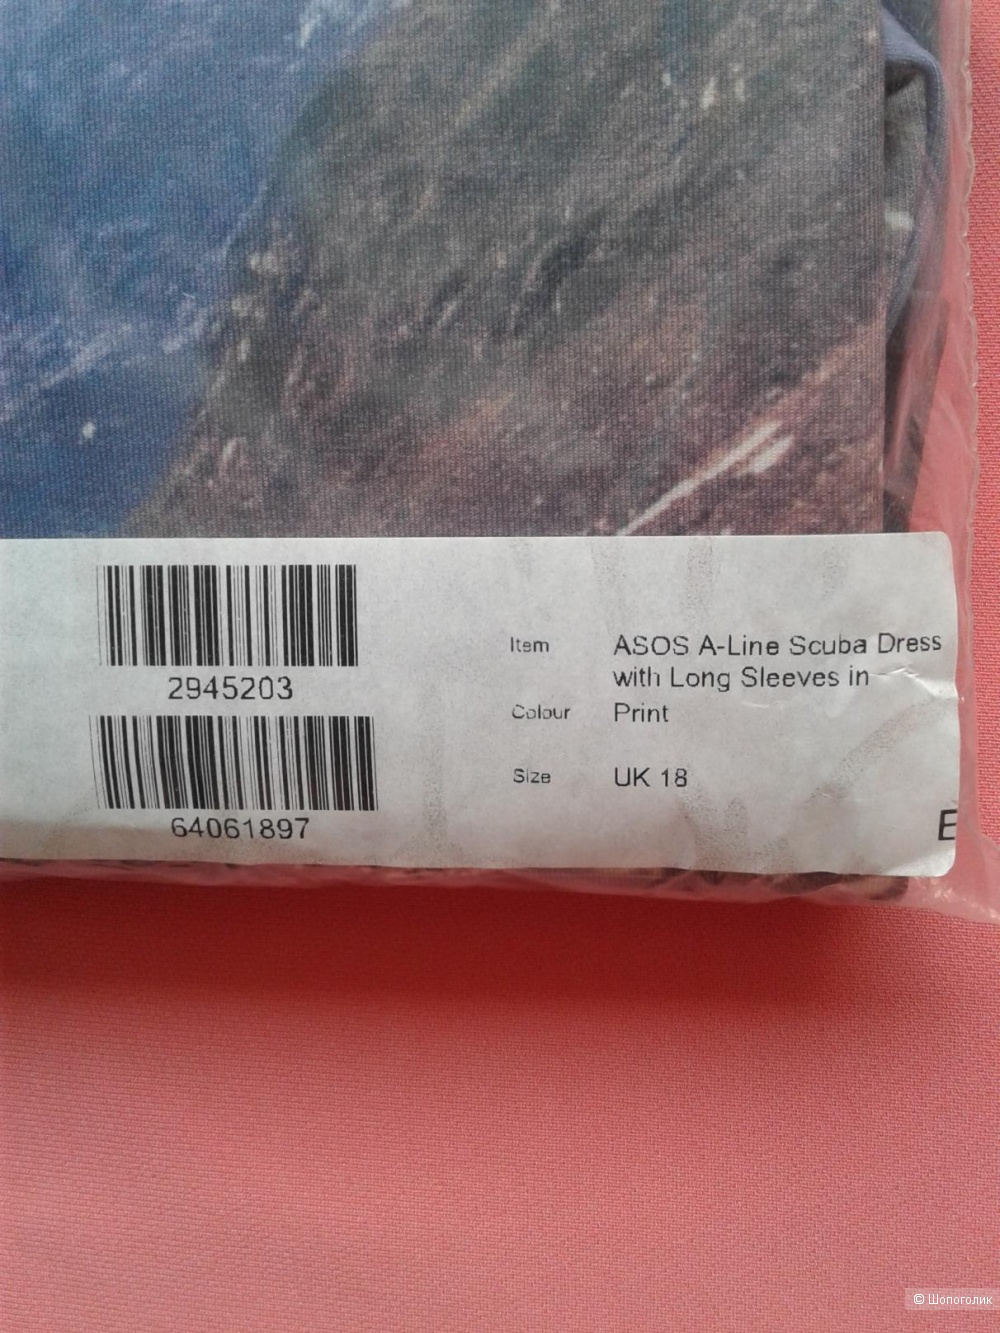 2945203
64061897
Item ASOS A-Line Scuba Dress
with Long Sleeves in
Colour Print
Size UK 18
E
© Шопоголик